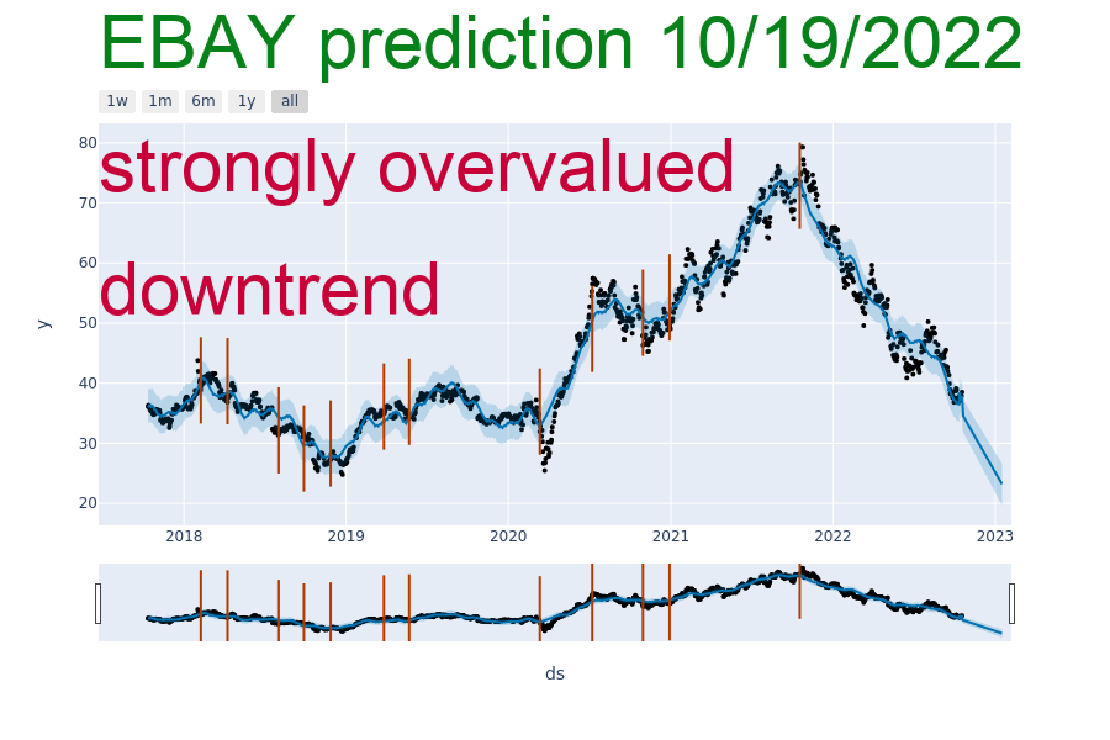 EBAY prediction 10/19/2022
1w 1m 6m 1y all
80
strongly overvalued
70
60
downtrend
50
y
40
30
20
2018 2019 2020 2021 2022 2023
ds